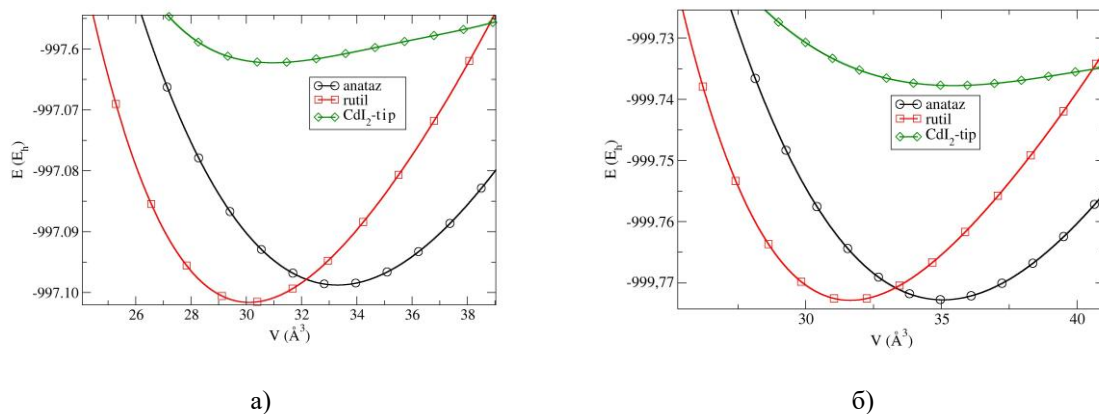 -997.6
-997.07
-997.08
-997.09
-997.10
E (E_h)
26 28 30 32 34 36 38
V (Å³)
anataz
rutil
CdI₂-tip
а)
-999.73
-999.74
-999.75
-999.76
-999.77
E (E_h)
30 35 40
V (Å³)
anataz
rutil
CdI₂-tip
б)